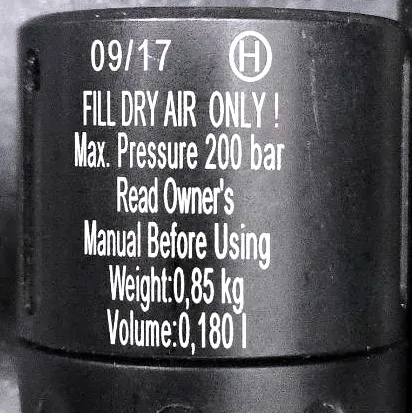 09/17 Ⓗ
FILL DRY AIR ONLY !
Max. Pressure 200 bar
Read Owner's
Manual Before Using
Weight:0,85 kg
Volume:0,180 l